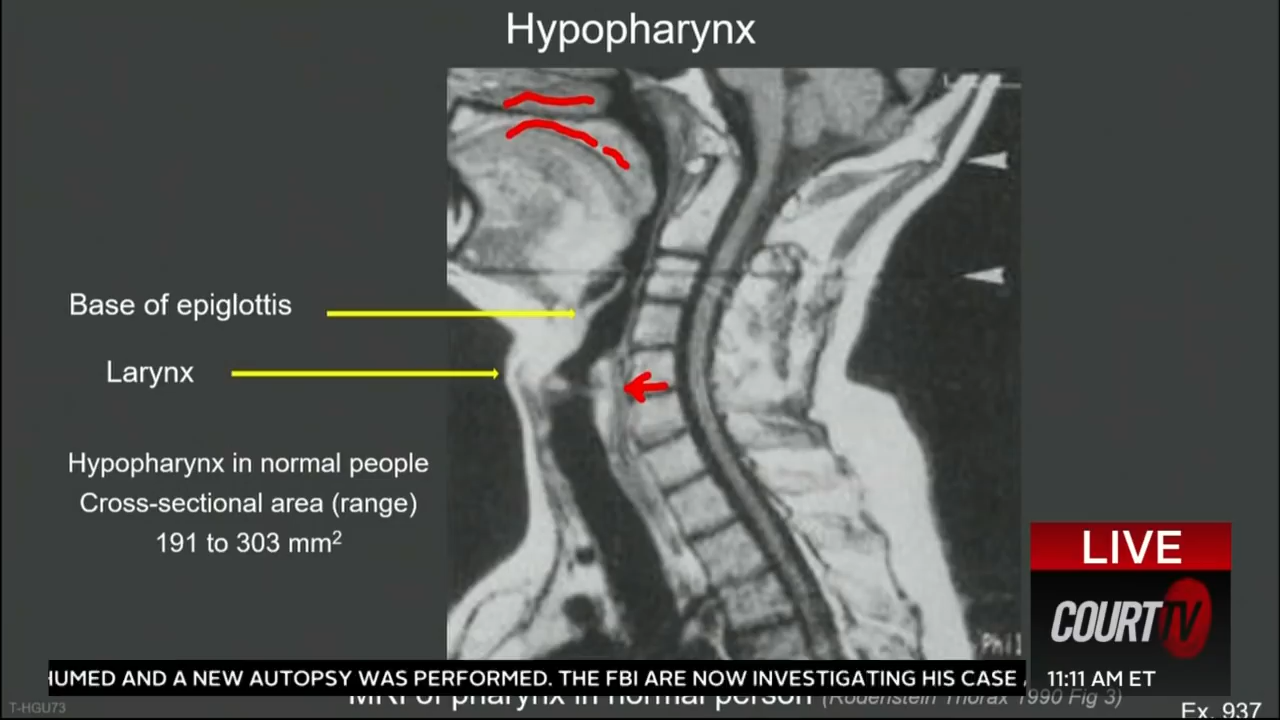 Hypopharynx
Base of epiglottis
Larynx
Hypopharynx in normal people
Cross-sectional area (range)
191 to 303 mm²
Phil
LIVE
COURT TV
HUMED AND A NEW AUTOPSY WAS PERFORMED. THE FBI ARE NOW INVESTIGATING HIS CASE
11:11 AM ET
MRI of pharynx in normal person (Rodenstein Thorax 1990 Fig 3)
T-HGU73
Ex. 937